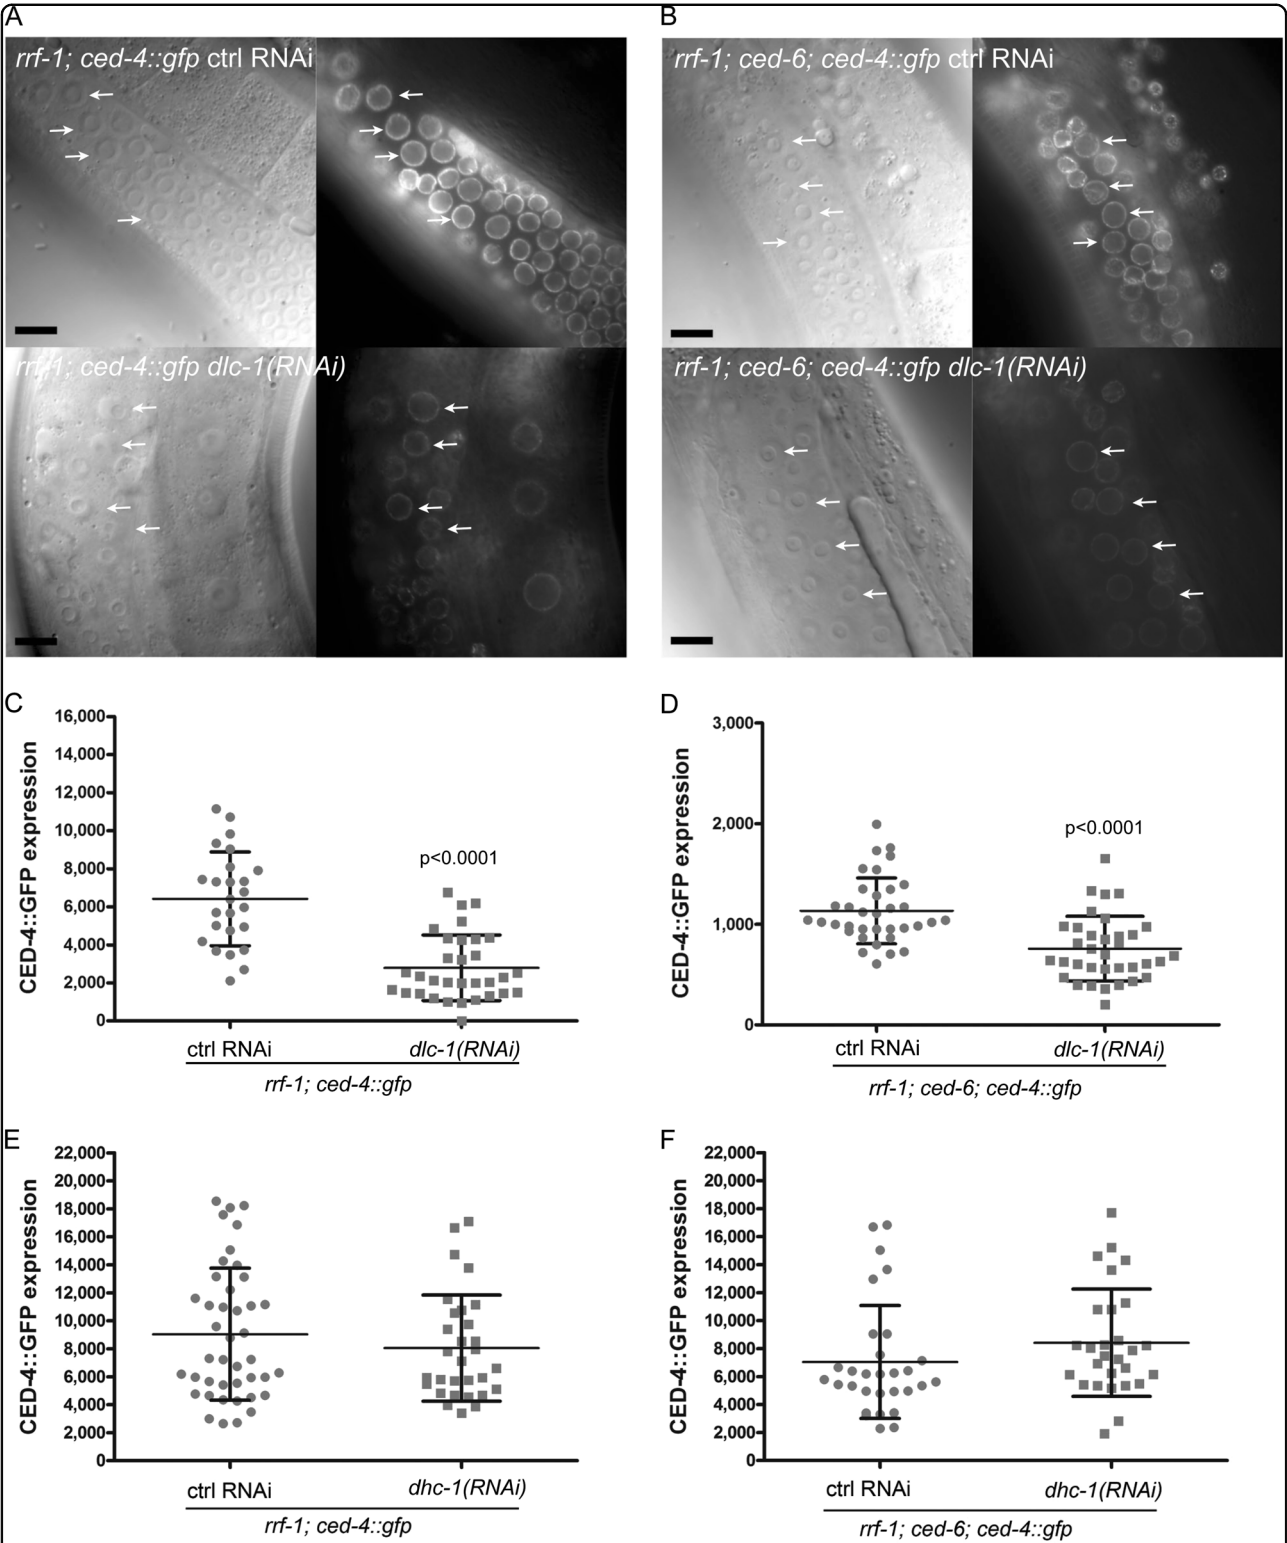 A
B
rrf-1; ced-4::gfp ctrl RNAi
rrf-1; ced-6; ced-4::gfp ctrl RNAi
rrf-1; ced-4::gfp dlc-1(RNAi)
rrf-1; ced-6; ced-4::gfp dlc-1(RNAi)
C
CED-4::GFP expression
16,000
14,000
12,000
10,000
8,000
6,000
4,000
2,000
0
p<0.0001
ctrl RNAi
dlc-1(RNAi)
rrf-1; ced-4::gfp
D
CED-4::GFP expression
3,000
2,000
1,000
0
p<0.0001
ctrl RNAi
dlc-1(RNAi)
rrf-1; ced-6; ced-4::gfp
E
CED-4::GFP expression
22,000
20,000
18,000
16,000
14,000
12,000
10,000
8,000
6,000
4,000
2,000
0
ctrl RNAi
dhc-1(RNAi)
rrf-1; ced-4::gfp
F
CED-4::GFP expression
22,000
20,000
18,000
16,000
14,000
12,000
10,000
8,000
6,000
4,000
2,000
0
ctrl RNAi
dhc-1(RNAi)
rrf-1; ced-6; ced-4::gfp